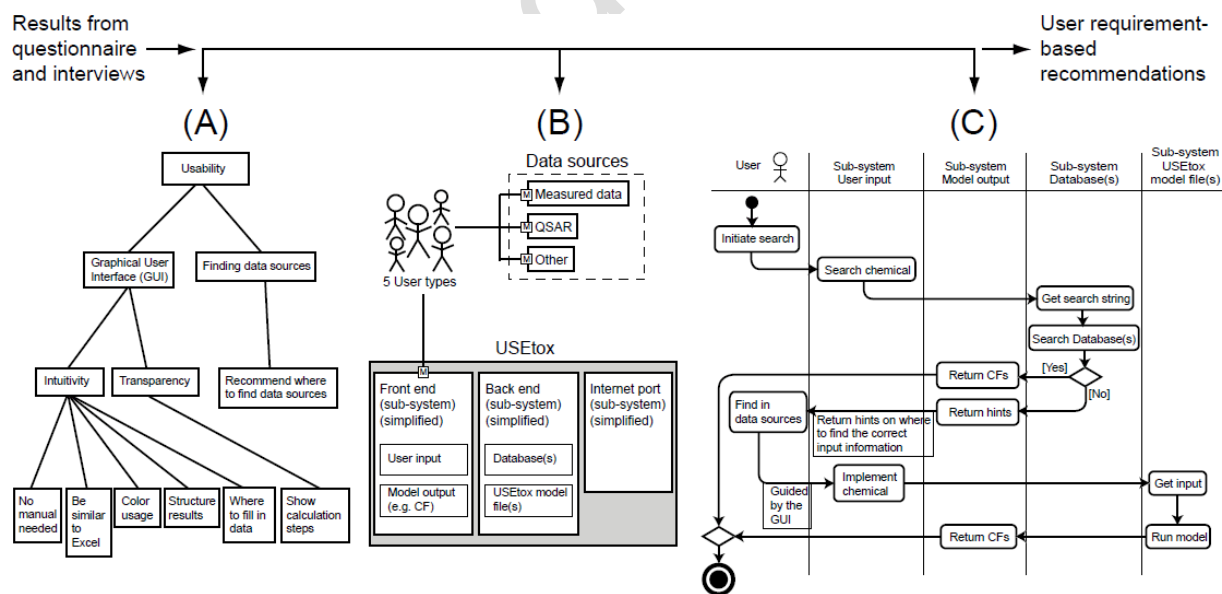 Results from
questionnaire
and interviews
User requirement-
based
recommendations
(A)
Usability
Graphical User
Interface (GUI)
Finding data sources
Intuitivity
Transparency
Recommend where
to find data sources
No
manual
needed
Be
similar
to
Excel
Color
usage
Structure
results
Where
to fill in
data
Show
calculation
steps
(B)
Data sources
M
Measured data
M
QSAR
M
Other
5 User types
USEtox
M
Front end
(sub-system)
(simplified)
User input
Model output
(e.g. CF)
Back end
(sub-system)
(simplified)
Database(s)
USEtox model
file(s)
Internet port
(sub-system)
(simplified)
(C)
User
Sub-system
User input
Sub-system
Model output
Sub-system
Database(s)
Sub-system
USEtox
model file(s)
Initiate search
Search chemical
Get search string
Search Database(s)
[Yes]
[No]
Return CFs
Return hints
Find in
data sources
Return hints on where
to find the correct
input information
Guided
by the
GUI
Implement
chemical
Get input
Run model
Return CFs